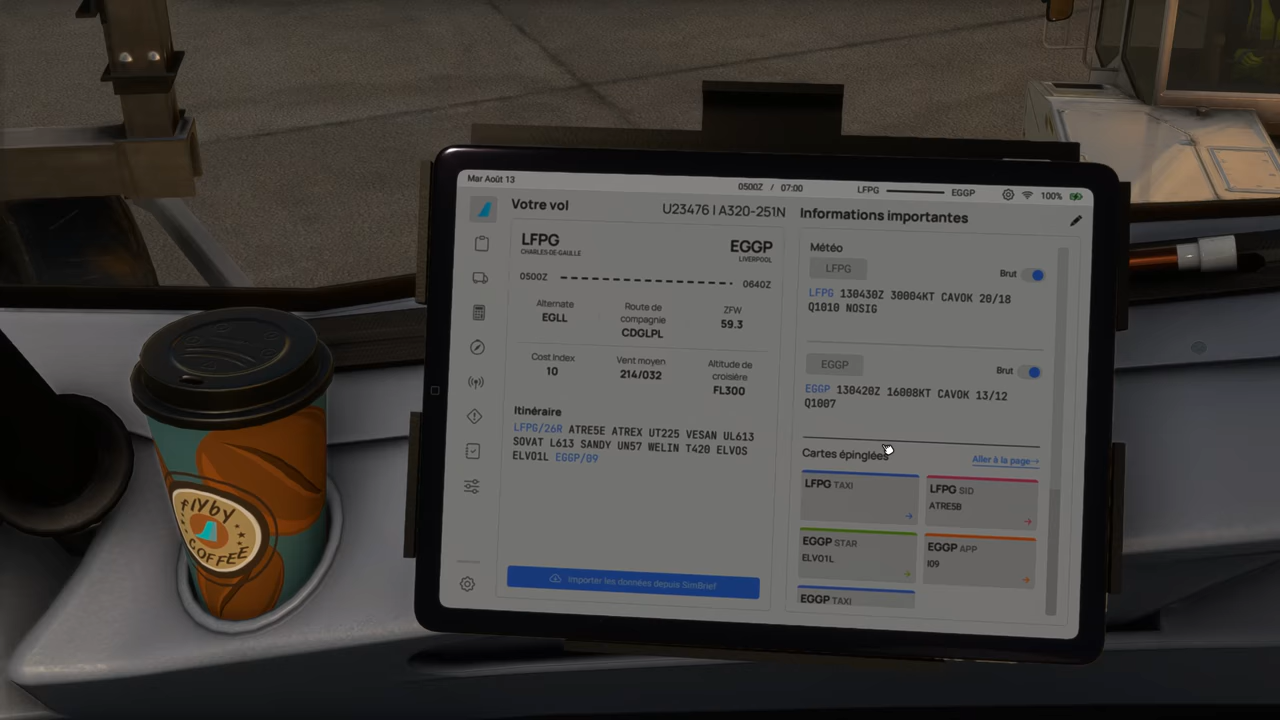 Mar Août 13
0500Z / 07:00
LFPG
EGGP
100%
Votre vol
U23476 | A320-251N
LFPG
CHARLES-DE-GAULLE
EGGP
LIVERPOOL
0500Z
0640Z
Alternate
EGLL
Route de
compagnie
CDGLPL
ZFW
59.3
Cost Index
10
Vent moyen
214/032
Altitude de
croisière
FL300
Itinéraire
LFPG/26R ATRE5E ATREX UT225 VESAN UL613
SOVAT L613 SANDY UN57 WELIN T420 ELVOS
ELVO1L EGGP/09
Importer les données depuis SimBrief
Informations importantes
Météo
LFPG
Brut
LFPG 130430Z 30004KT CAVOK 20/18
Q1010 NOSIG
EGGP
Brut
EGGP 130420Z 16008KT CAVOK 13/12
Q1007
Cartes épinglées
Aller à la page
LFPG TAXI
LFPG SID
ATRE5B
EGGP STAR
ELVO1L
EGGP APP
I09
EGGP TAXI
flyby
COFFEE